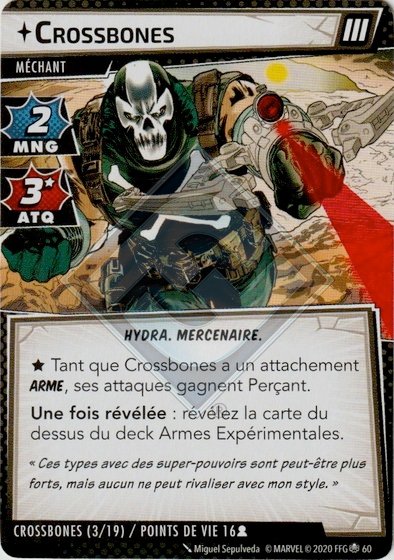 CROSSBONES
III
MÉCHANT
2
MNG
3
ATQ
HYDRA. MERCENAIRE.
★ Tant que Crossbones a un attachement
ARME, ses attaques gagnent Perçant.
Une fois révélée : révélez la carte du
dessus du deck Armes Expérimentales.
« Ces types avec des super-pouvoirs sont peut-être plus
forts, mais aucun ne peut rivaliser avec mon style. »
CROSSBONES (3/19) / POINTS DE VIE 16
Miguel Sepulveda © MARVEL © 2020 FFG 60